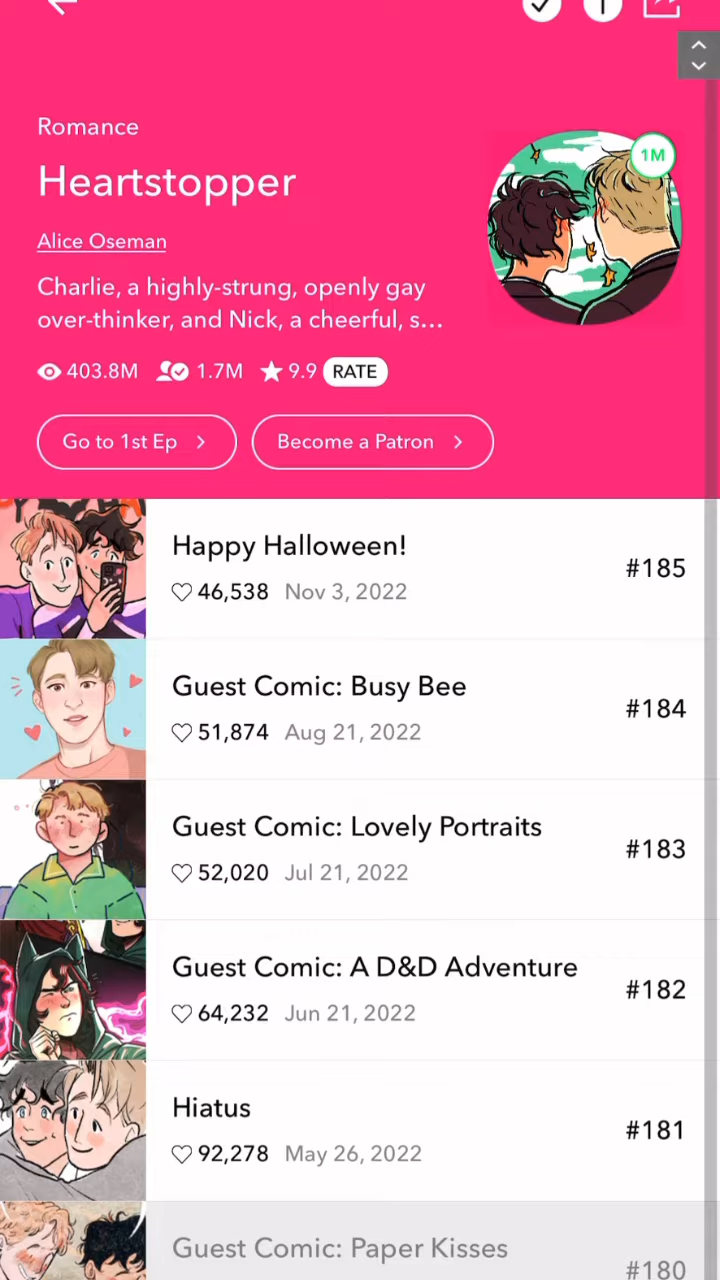 1M
Romance
Heartstopper
Alice Oseman
Charlie, a highly-strung, openly gay
over-thinker, and Nick, a cheerful, s...
403.8M 1.7M 9.9 RATE
Go to 1st Ep Become a Patron
Happy Halloween!
46,538 Nov 3, 2022
#185
Guest Comic: Busy Bee
51,874 Aug 21, 2022
#184
Guest Comic: Lovely Portraits
52,020 Jul 21, 2022
#183
Guest Comic: A D&D Adventure
64,232 Jun 21, 2022
#182
Hiatus
92,278 May 26, 2022
#181
Guest Comic: Paper Kisses
#180